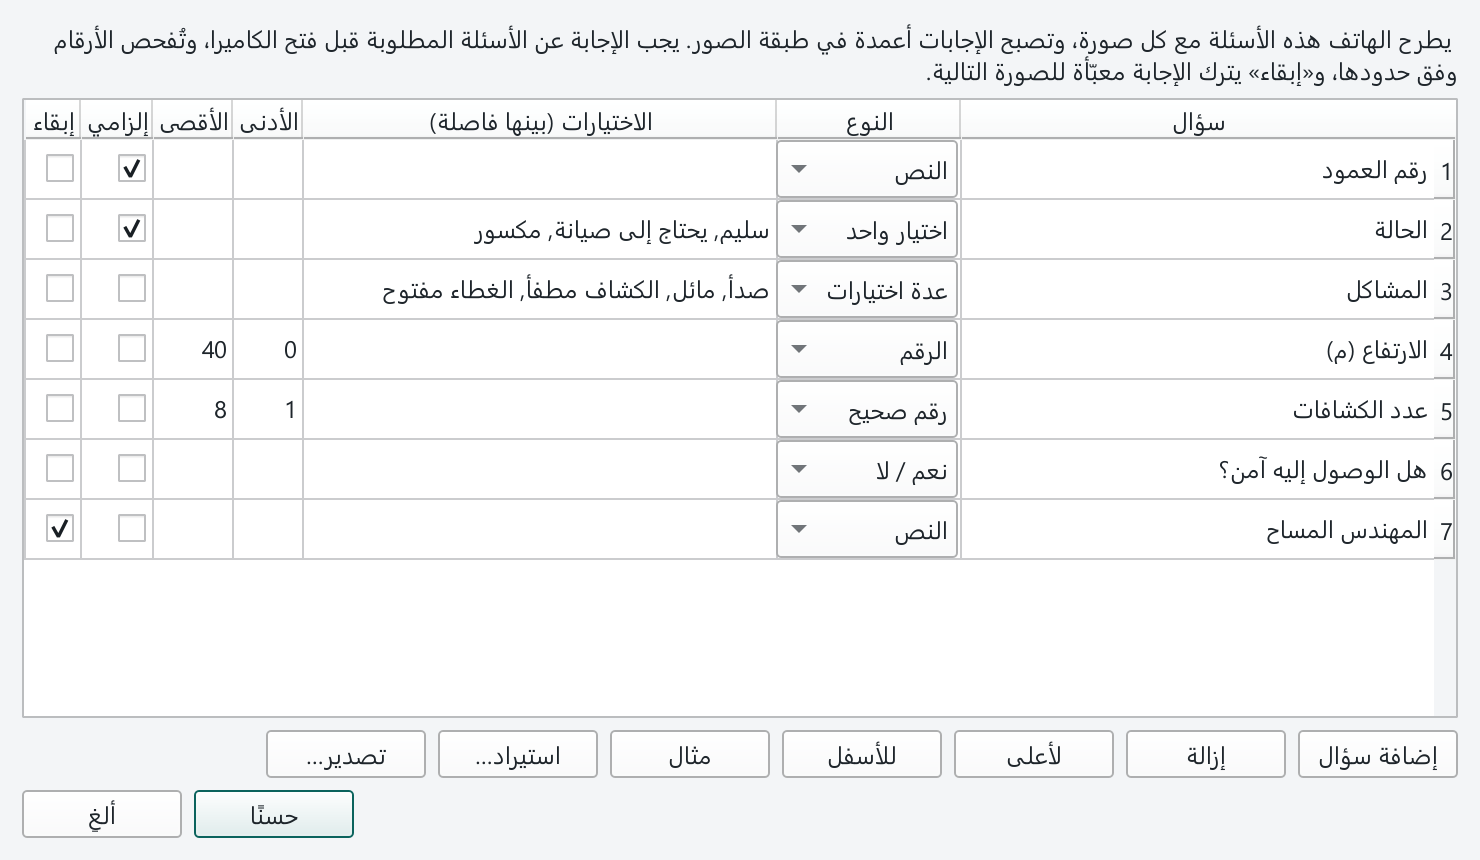 يطرح الهاتف هذه الأسئلة مع كل صورة، وتصبح الإجابات أعمدة في طبقة الصور. يجب الإجابة عن الأسئلة المطلوبة قبل فتح الكاميرا، وتُفحص الأرقام
وفق حدودها، و«إبقاء» يترك الإجابة معبّأة للصورة التالية.
سؤال النوع الاختيارات (بينها فاصلة) الأدنى الأقصى إلزامي إبقاء
1 رقم العمود النص
2 الحالة اختيار واحد سليم, يحتاج إلى صيانة, مكسور
3 المشاكل عدة اختيارات صدأ, مائل, الكشاف مطفأ, الغطاء مفتوح
4 الارتفاع (م) الرقم 0 40
5 عدد الكشافات رقم صحيح 1 8
6 هل الوصول إليه آمن؟ نعم / لا
7 المهندس المساح النص
إضافة سؤال إزالة لأعلى للأسفل مثال استيراد... تصدير...
حسنًا ألغِ